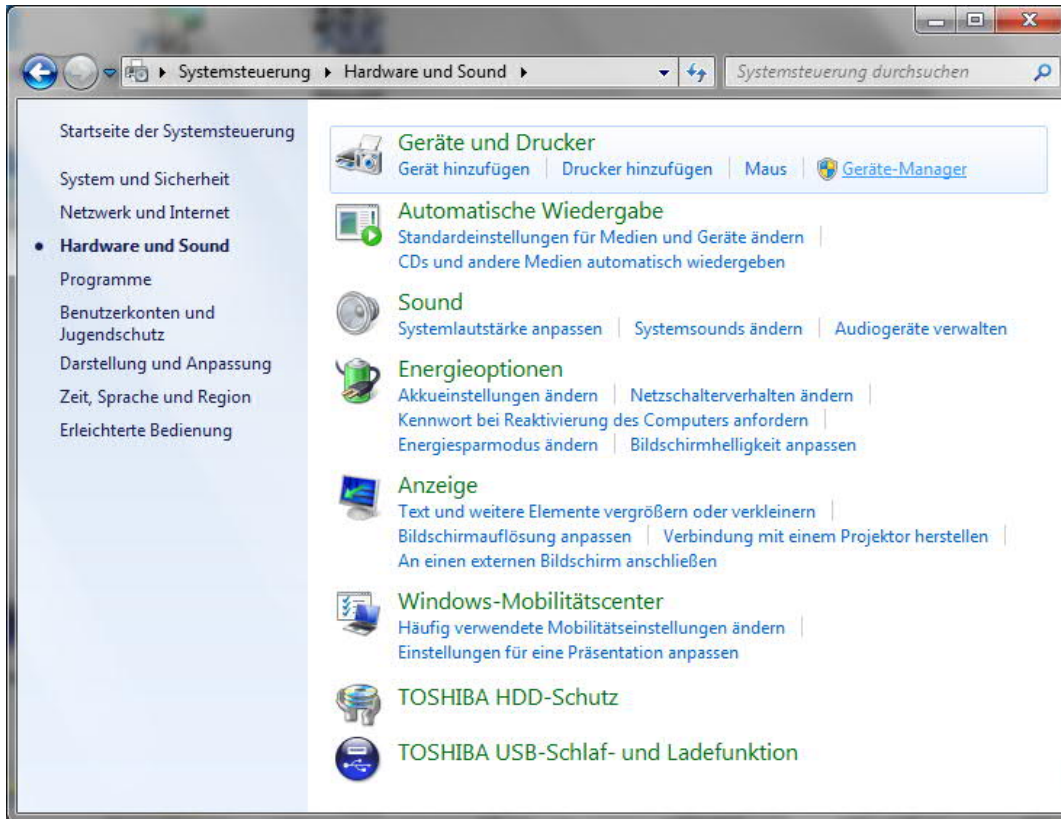 Systemsteuerung Hardware und Sound Systemsteuerung durchsuchen
Startseite der Systemsteuerung
System und Sicherheit
Netzwerk und Internet
Hardware und Sound
Programme
Benutzerkonten und
Jugendschutz
Darstellung und Anpassung
Zeit, Sprache und Region
Erleichterte Bedienung
Geräte und Drucker
Gerät hinzufügen Drucker hinzufügen Maus Geräte-Manager
Automatische Wiedergabe
Standardeinstellungen für Medien und Geräte ändern
CDs und andere Medien automatisch wiedergeben
Sound
Systemlautstärke anpassen Systemsounds ändern Audiogeräte verwalten
Energieoptionen
Akkueinstellungen ändern Netzschalterverhalten ändern
Kennwort bei Reaktivierung des Computers anfordern
Energiesparmodus ändern Bildschirmhelligkeit anpassen
Anzeige
Text und weitere Elemente vergrößern oder verkleinern
Bildschirmauflösung anpassen Verbindung mit einem Projektor herstellen
An einen externen Bildschirm anschließen
Windows-Mobilitätscenter
Häufig verwendete Mobilitätseinstellungen ändern
Einstellungen für eine Präsentation anpassen
TOSHIBA HDD-Schutz
TOSHIBA USB-Schlaf- und Ladefunktion